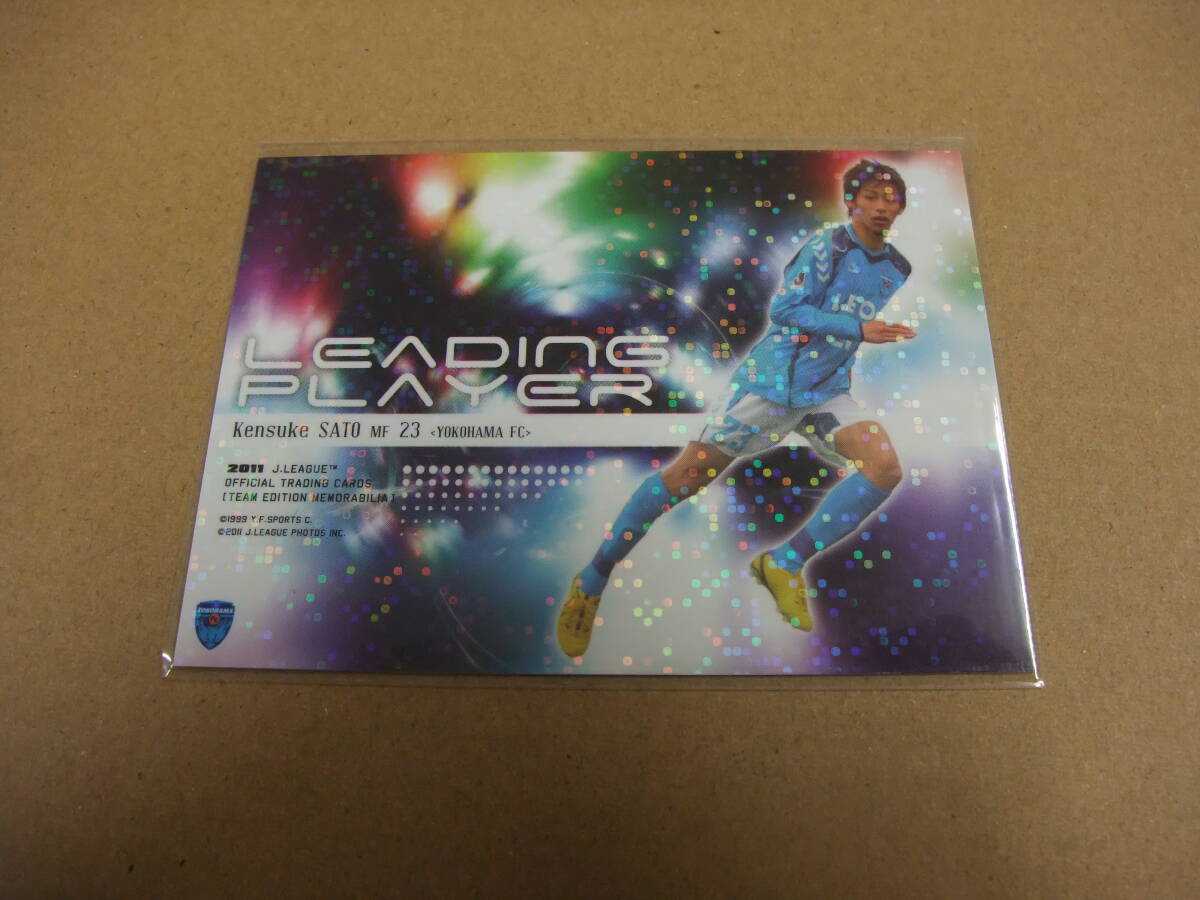 LEADING
PLAYER
Kensuke SATO MF 23 <YOKOHAMA FC>
2011 J.LEAGUE™
OFFICIAL TRADING CARDS
[TEAM EDITION MEMORABILIA]
©1999 Y.F.SPORTS C.
©2011 J.LEAGUE PHOTOS INC.
YOKOHAMA